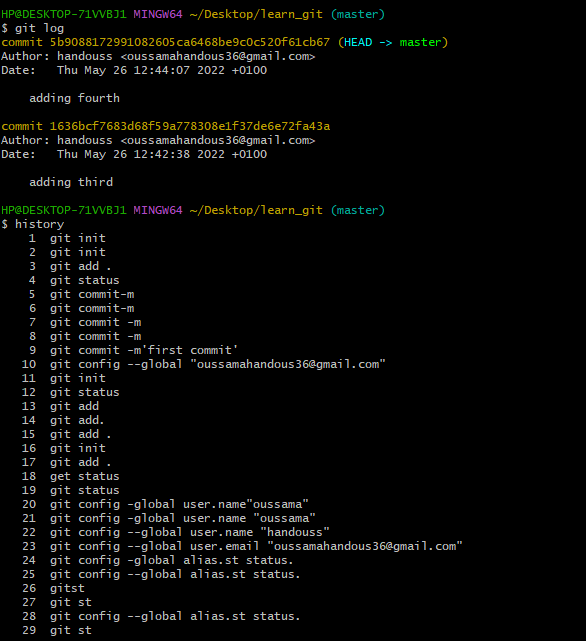 HP@DESKTOP-71VVBJ1 MINGW64 ~/Desktop/learn_git (master)
$ git log
commit 5b9088172991082605ca6468be9c0c520f61cb67 (HEAD -> master)
Author: handouss <oussamahandous36@gmail.com>
Date:   Thu May 26 12:44:07 2022 +0100
    adding fourth
commit 1636bcf7683d68f59a778308e1f37de6e72fa43a
Author: handouss <oussamahandous36@gmail.com>
Date:   Thu May 26 12:42:38 2022 +0100
    adding third
HP@DESKTOP-71VVBJ1 MINGW64 ~/Desktop/learn_git (master)
$ history
    1  git init
    2  git init
    3  git add .
    4  git status
    5  git commit-m
    6  git commit-m
    7  git commit -m
    8  git commit -m
    9  git commit -m'first commit'
   10  git config --global "oussamahandous36@gmail.com"
   11  git init
   12  git status
   13  git add
   14  git add.
   15  git add .
   16  git init
   17  git add .
   18  get status
   19  git status
   20  git config -global user.name"oussama"
   21  git config -global user.name "oussama"
   22  git config --global user.name "handouss"
   23  git config --global user.email "oussamahandous36@gmail.com"
   24  git config -global alias.st status.
   25  git config --global alias.st status.
   26  gitst
   27  git st
   28  git config --global alias.st status.
   29  git st